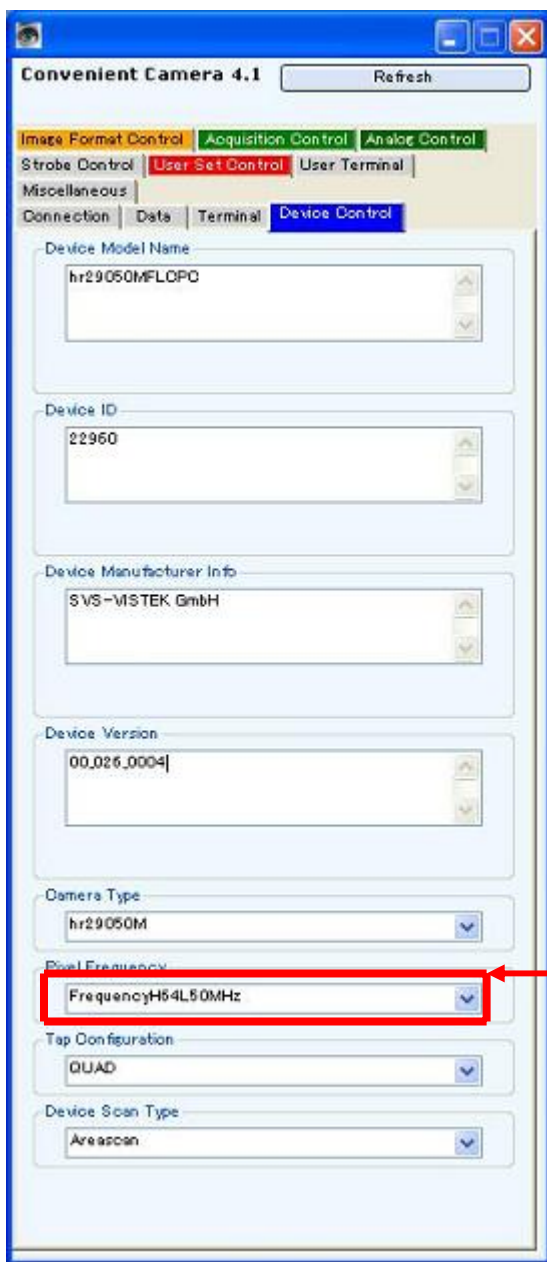 Convenient Camera 4.1 Refresh
Image Format Control Acquisition Control Analog Control
Strobe Control User Set Control User Terminal
Miscellaneous
Connection Data Terminal Device Control
Device Model Name
hr29050MFLCPC
Device ID
22960
Device Manufacturer Info
SVS-VISTEK GmbH
Device Version
00_026_0004
Camera Type
hr29050M
Pixel Frequency
FrequencyH64L50MHz
Tap Configuration
QUAD
Device Scan Type
Areascan